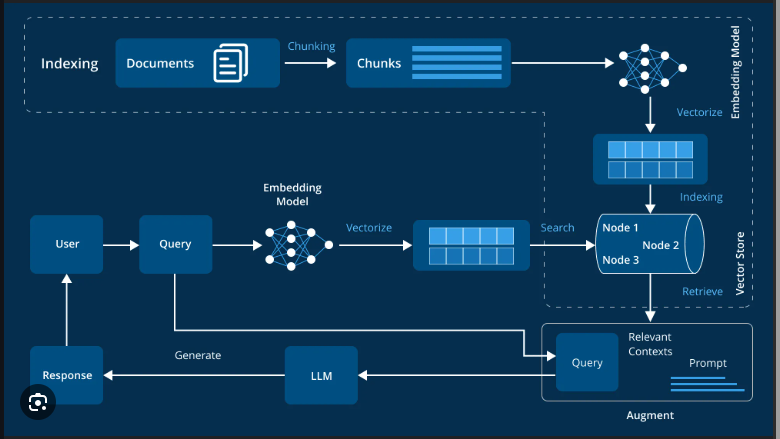 Indexing
Documents
Chunking
Chunks
Embedding Model
Vectorize
Indexing
Embedding
Model
User
Query
Vectorize
Search
Node 1
Node 2
Node 3
Vector Store
Retrieve
Relevant
Contexts
Query
Prompt
Generate
Response
LLM
Augment